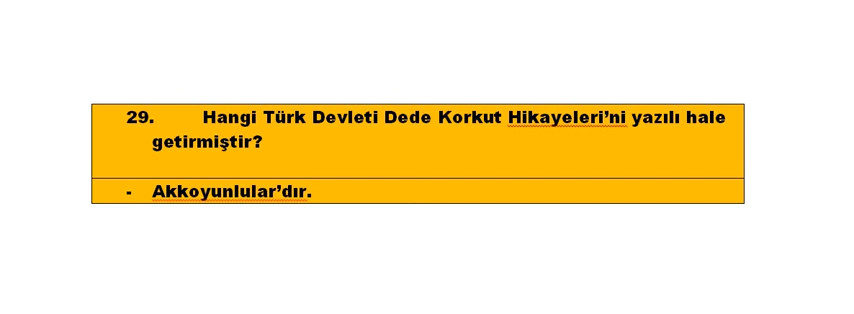 29. Hangi Türk Devleti Dede Korkut Hikayeleri’ni yazılı hale
getirmiştir?
- Akkoyunlular’dır.